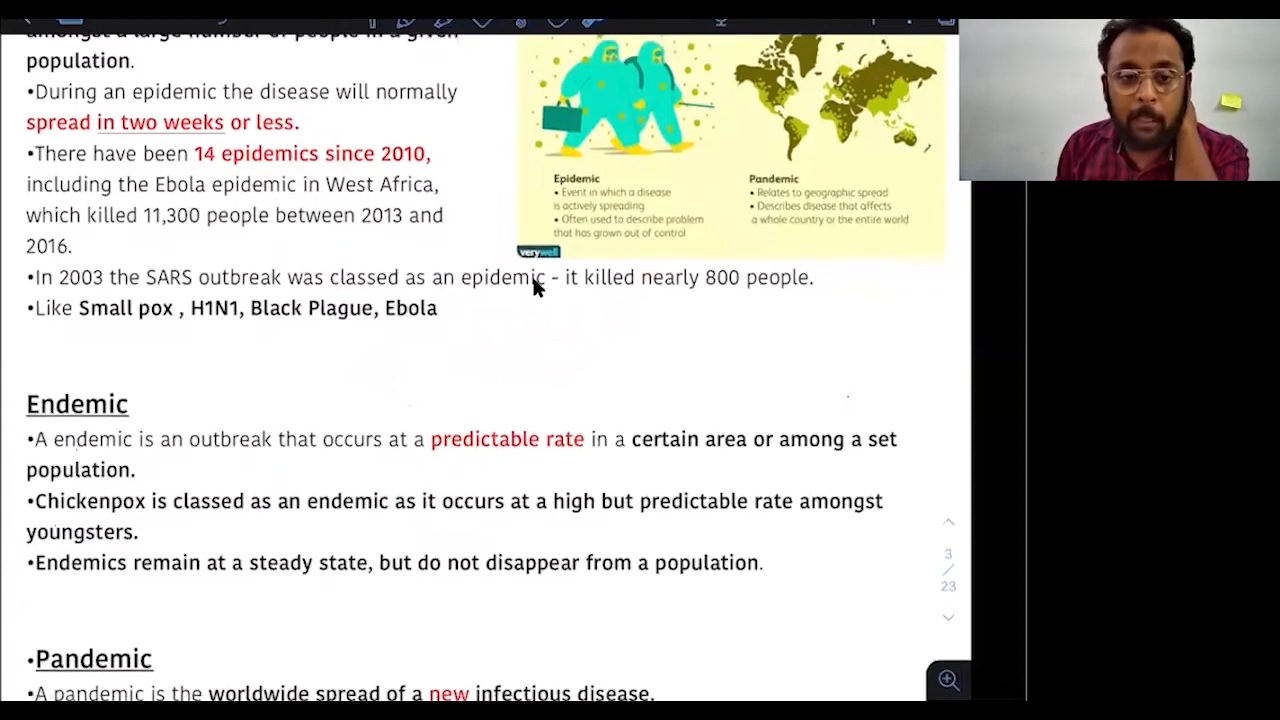 amongst a large number of people in a given
population.
•During an epidemic the disease will normally
spread in two weeks or less.
•There have been 14 epidemics since 2010,
including the Ebola epidemic in West Africa,
which killed 11,300 people between 2013 and
2016.
•In 2003 the SARS outbreak was classed as an epidemic - it killed nearly 800 people.
•Like Small pox , H1N1, Black Plague, Ebola
Epidemic
• Event in which a disease
is actively spreading
• Often used to describe problem
that has grown out of control
Pandemic
• Relates to geographic spread
• Describes disease that affects
a whole country or the entire world
verywell
Endemic
•A endemic is an outbreak that occurs at a predictable rate in a certain area or among a set
population.
•Chickenpox is classed as an endemic as it occurs at a high but predictable rate amongst
youngsters.
•Endemics remain at a steady state, but do not disappear from a population.
•Pandemic
•A pandemic is the worldwide spread of a new infectious disease.
3
/
23